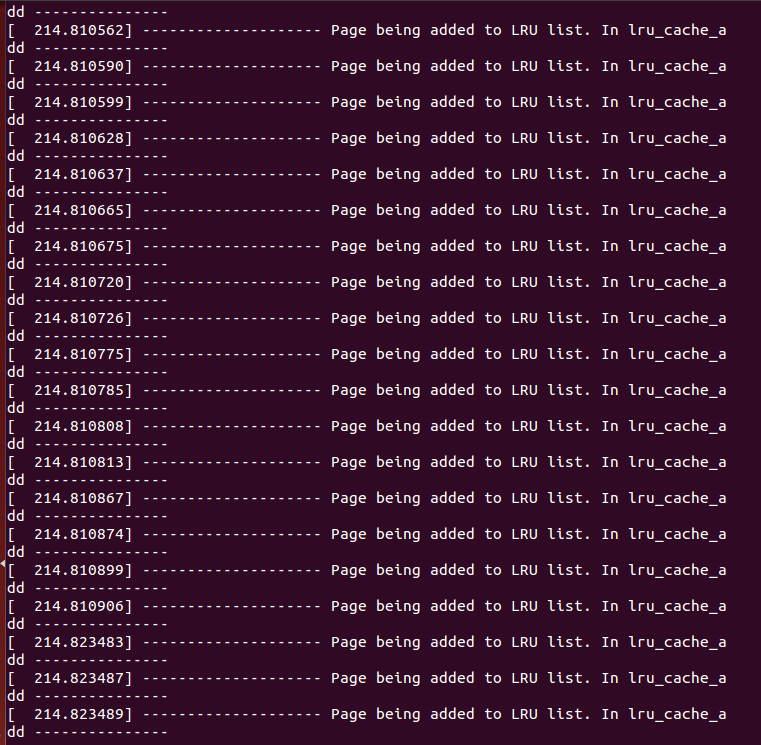 dd ---------------
[   214.810562] -------------------- Page being added to LRU list. In lru_cache_a
dd ---------------
[   214.810590] -------------------- Page being added to LRU list. In lru_cache_a
dd ---------------
[   214.810599] -------------------- Page being added to LRU list. In lru_cache_a
dd ---------------
[   214.810628] -------------------- Page being added to LRU list. In lru_cache_a
dd ---------------
[   214.810637] -------------------- Page being added to LRU list. In lru_cache_a
dd ---------------
[   214.810665] -------------------- Page being added to LRU list. In lru_cache_a
dd ---------------
[   214.810675] -------------------- Page being added to LRU list. In lru_cache_a
dd ---------------
[   214.810720] -------------------- Page being added to LRU list. In lru_cache_a
dd ---------------
[   214.810726] -------------------- Page being added to LRU list. In lru_cache_a
dd ---------------
[   214.810775] -------------------- Page being added to LRU list. In lru_cache_a
dd ---------------
[   214.810785] -------------------- Page being added to LRU list. In lru_cache_a
dd ---------------
[   214.810808] -------------------- Page being added to LRU list. In lru_cache_a
dd ---------------
[   214.810813] -------------------- Page being added to LRU list. In lru_cache_a
dd ---------------
[   214.810867] -------------------- Page being added to LRU list. In lru_cache_a
dd ---------------
[   214.810874] -------------------- Page being added to LRU list. In lru_cache_a
dd ---------------
[   214.810899] -------------------- Page being added to LRU list. In lru_cache_a
dd ---------------
[   214.810906] -------------------- Page being added to LRU list. In lru_cache_a
dd ---------------
[   214.823483] -------------------- Page being added to LRU list. In lru_cache_a
dd ---------------
[   214.823487] -------------------- Page being added to LRU list. In lru_cache_a
dd ---------------
[   214.823489] -------------------- Page being added to LRU list. In lru_cache_a
dd ---------------